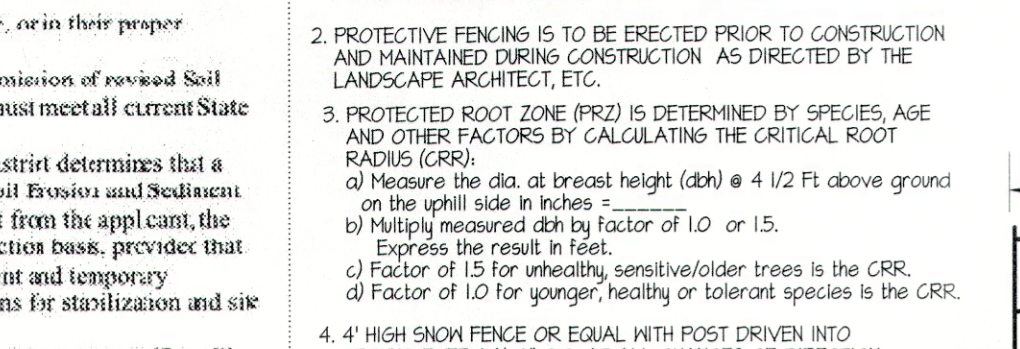 , or in their proper
mission of revised Soil
must meet all current State
strict determines that a
oil Erosion and Sediment
t from the applicant, the
ction basis, provided that
nt and temporary
ns for stabilization and site
2. PROTECTIVE FENCING IS TO BE ERECTED PRIOR TO CONSTRUCTION
AND MAINTAINED DURING CONSTRUCTION AS DIRECTED BY THE
LANDSCAPE ARCHITECT, ETC.
3. PROTECTED ROOT ZONE (PRZ) IS DETERMINED BY SPECIES, AGE
AND OTHER FACTORS BY CALCULATING THE CRITICAL ROOT
RADIUS (CRR):
a) Measure the dia. at breast height (dbh) @ 4 1/2 Ft above ground
on the uphill side in inches =______
b) Multiply measured dbh by factor of 1.0 or 1.5.
Express the result in feet.
c) Factor of 1.5 for unhealthy, sensitive/older trees is the CRR.
d) Factor of 1.0 for younger, healthy or tolerant species is the CRR.
4. 4' HIGH SNOW FENCE OR EQUAL WITH POST DRIVEN INTO